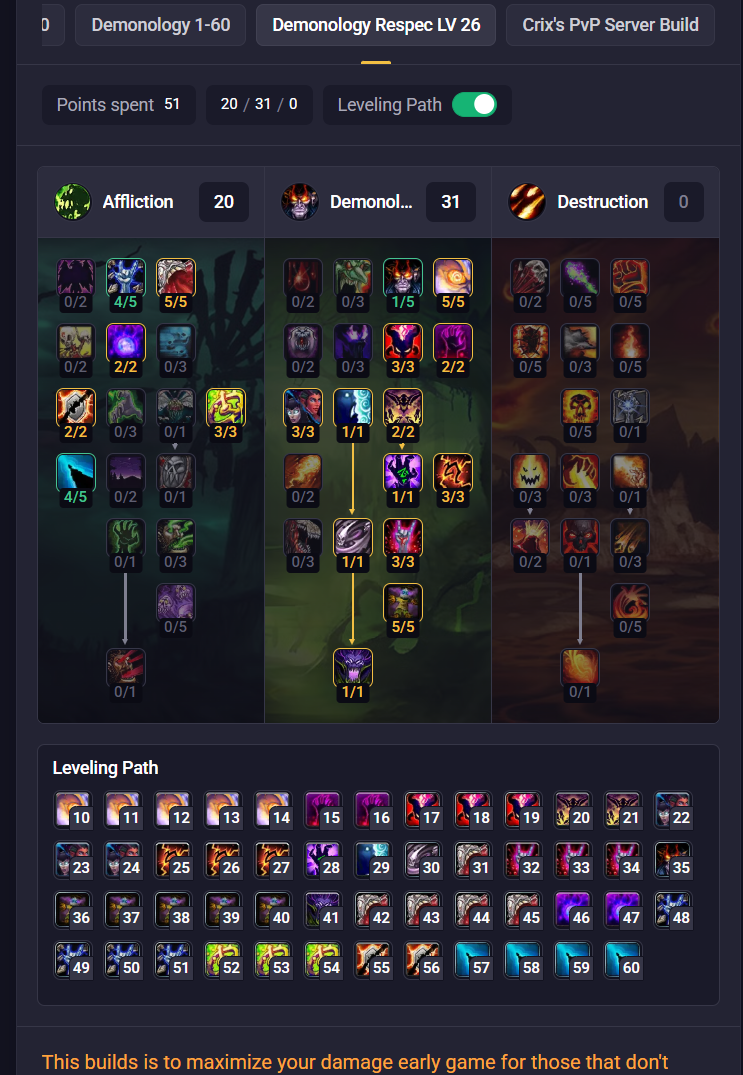 0
Demonology 1-60
Demonology Respec LV 26
Crix's PvP Server Build
Points spent 51
20 / 31 / 0
Leveling Path
Affliction 20
Demonol... 31
Destruction 0
0/2 4/5 5/5 0/2 0/3 1/5 5/5 0/2 0/5 0/5
0/2 2/2 0/3 0/2 0/3 3/3 2/2 0/5 0/3 0/5
2/2 0/3 0/1 3/3 3/3 1/1 2/2 0/5 0/1
4/5 0/2 0/1 0/2 1/1 3/3 0/3 0/3 0/1
0/1 0/3 0/3 1/1 3/3 0/2 0/1 0/3
0/5 5/5 0/5
0/1 1/1 0/1
Leveling Path
10 11 12 13 14 15 16 17 18 19 20 21 22
23 24 25 26 27 28 29 30 31 32 33 34 35
36 37 38 39 40 41 42 43 44 45 46 47 48
49 50 51 52 53 54 55 56 57 58 59 60
This builds is to maximize your damage early game for those that don't